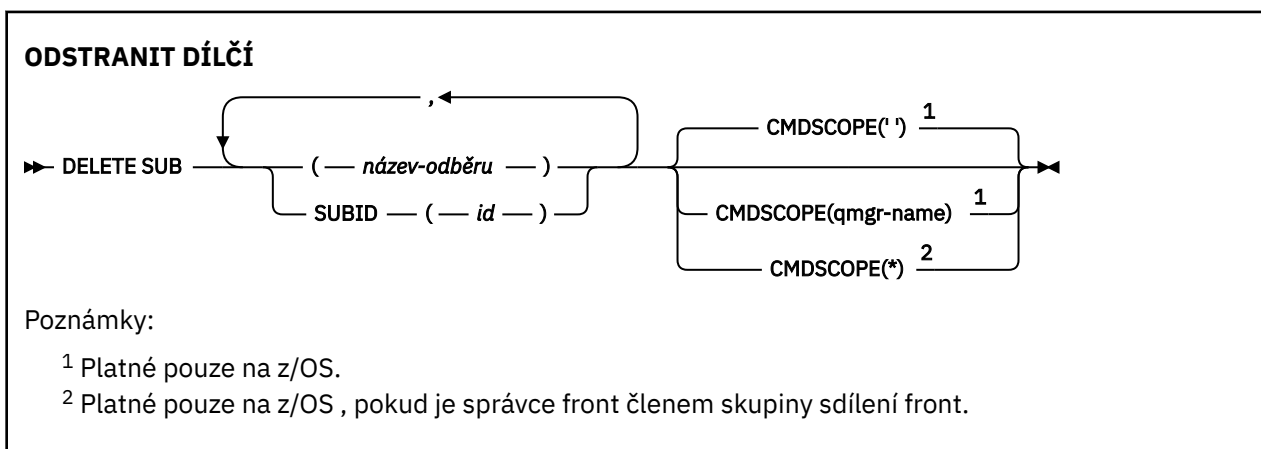 ODSTRANIT DÍLČÍ
,
CMDSCOPE(' ') 1
DELETE SUB ( název-odběru )
SUBID ( id )
CMDSCOPE(qmgr-name) 1
CMDSCOPE(*) 2
Poznámky:
1 Platné pouze na z/OS.
2 Platné pouze na z/OS , pokud je správce front členem skupiny sdílení front.